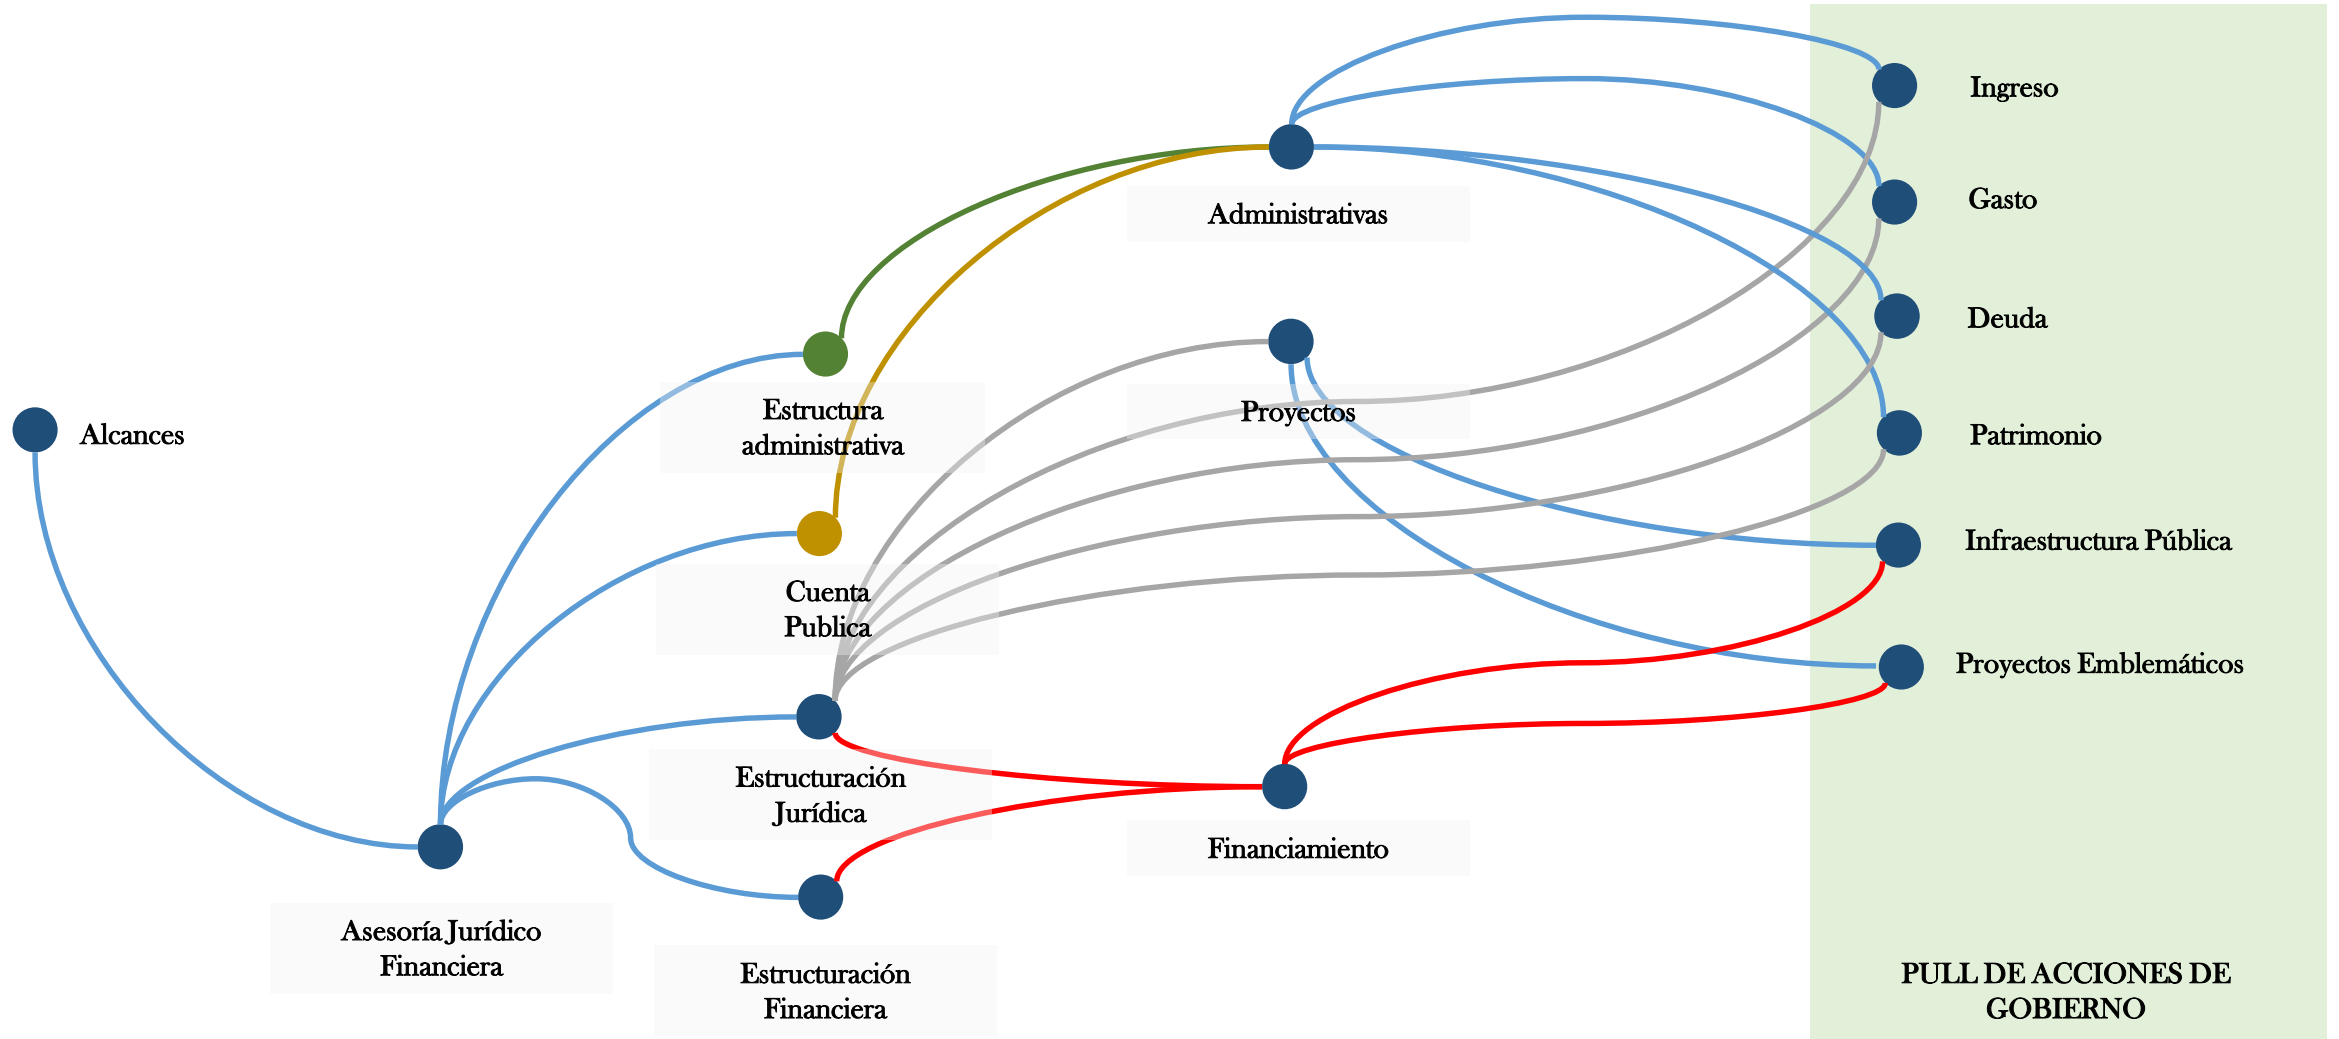 Alcances
Asesoría Jurídico
Financiera
Estructura
administrativa
Cuenta
Publica
Estructuración
Jurídica
Estructuración
Financiera
Administrativas
Proyectos
Financiamiento
Ingreso
Gasto
Deuda
Patrimonio
Infraestructura Pública
Proyectos Emblemáticos
PULL DE ACCIONES DE
GOBIERNO